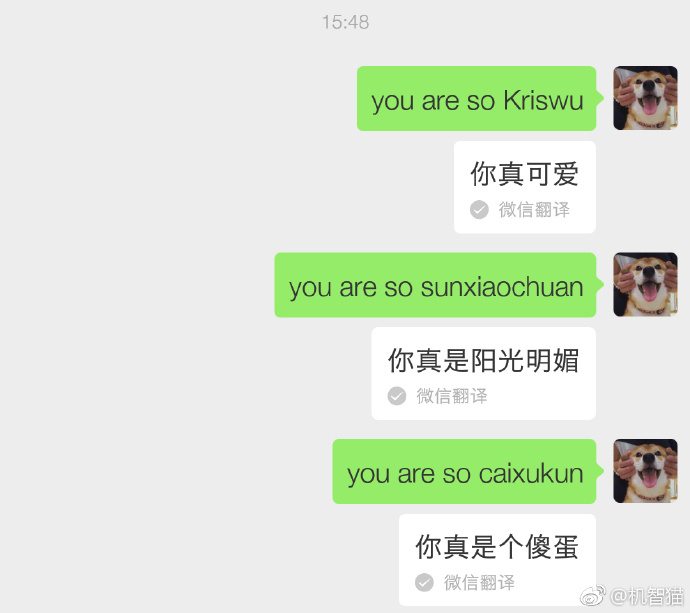 15:48
you are so Kriswu
你真可爱
微信翻译
you are so sunxiaochuan
你真是阳光明媚
微信翻译
you are so caixukun
你真是个傻蛋
微信翻译
@机智猫